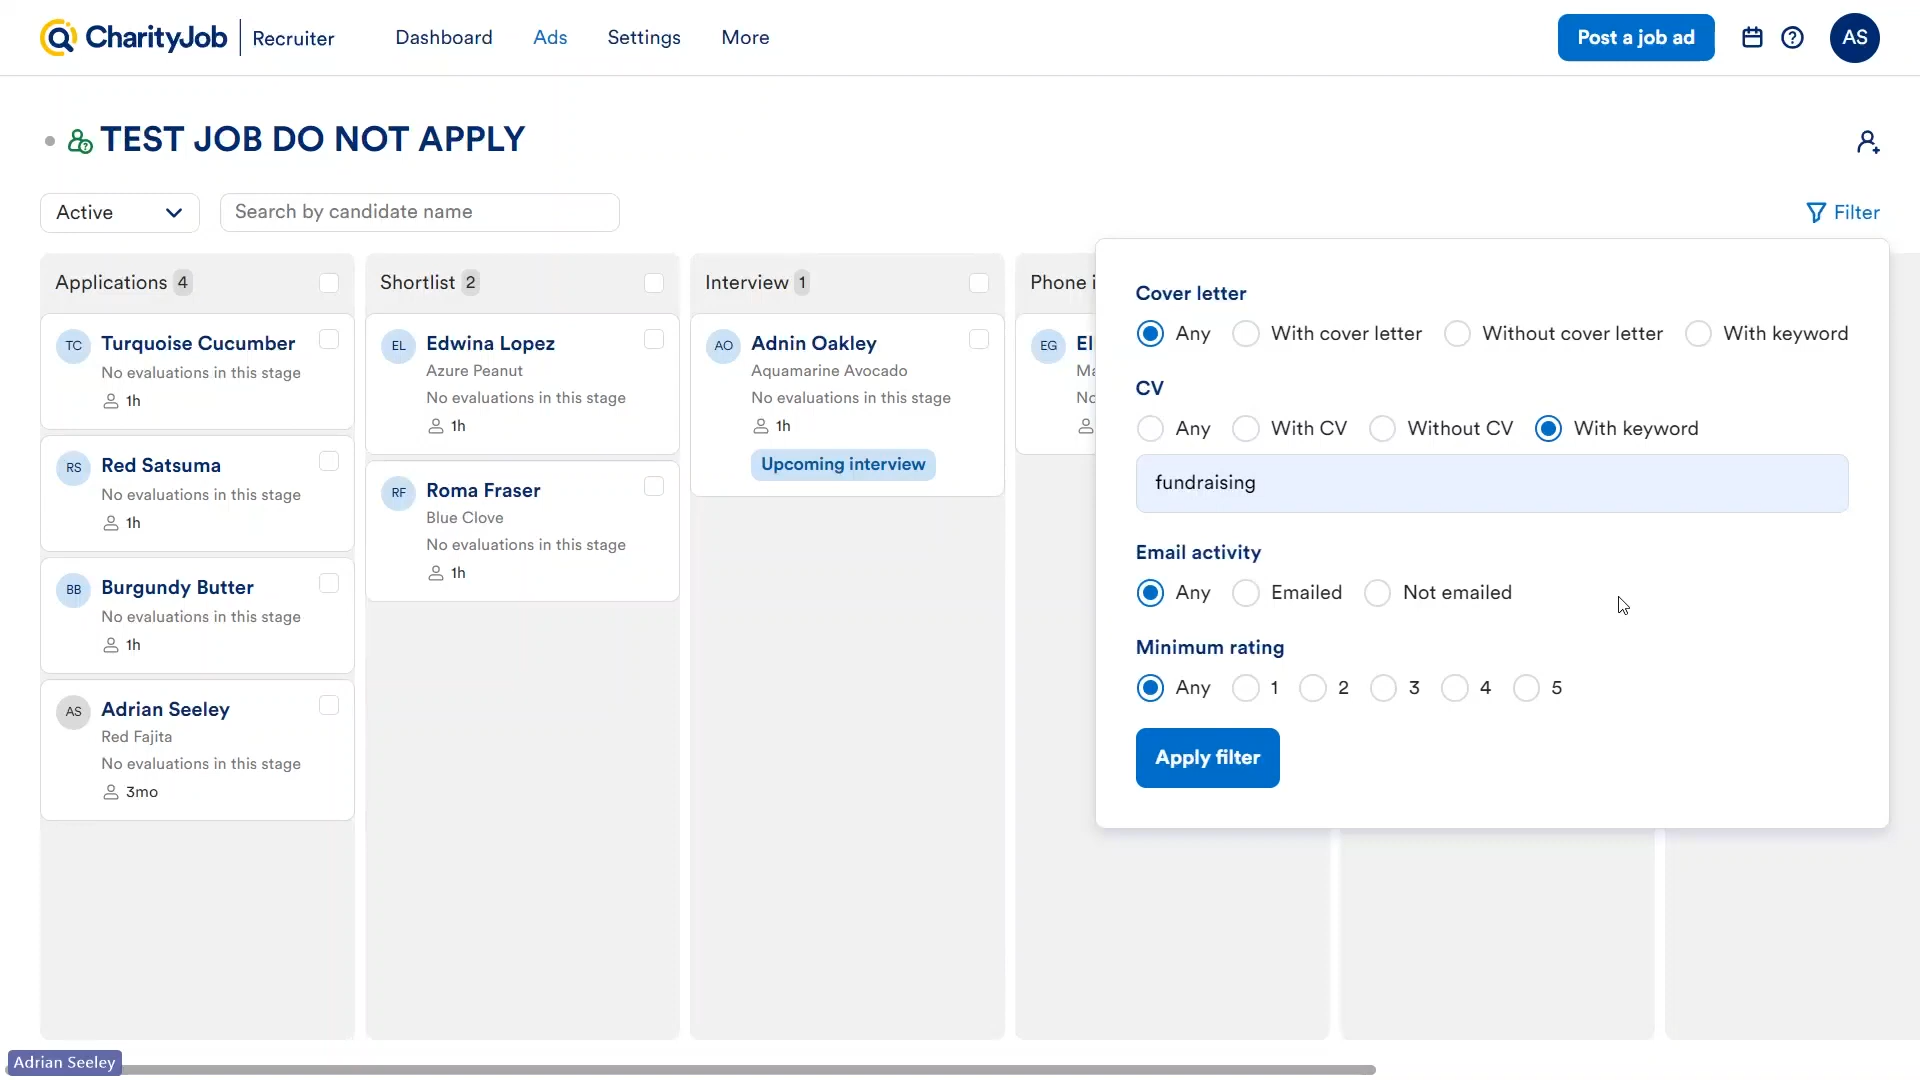 CharityJob Recruiter Dashboard Ads Settings More Post a job ad AS
TEST JOB DO NOT APPLY
Active Search by candidate name Filter
Applications 4
TC Turquoise Cucumber
No evaluations in this stage
1h
RS Red Satsuma
No evaluations in this stage
1h
BB Burgundy Butter
No evaluations in this stage
1h
AS Adrian Seeley
Red Fajita
No evaluations in this stage
3mo
Shortlist 2
EL Edwina Lopez
Azure Peanut
No evaluations in this stage
1h
RF Roma Fraser
Blue Clove
No evaluations in this stage
1h
Interview 1
AO Adnin Oakley
Aquamarine Avocado
No evaluations in this stage
1h
Upcoming interview
Phone i
EG El
Ma
No
Cover letter
Any With cover letter Without cover letter With keyword
CV
Any With CV Without CV With keyword
fundraising
Email activity
Any Emailed Not emailed
Minimum rating
Any 1 2 3 4 5
Apply filter
Adrian Seeley